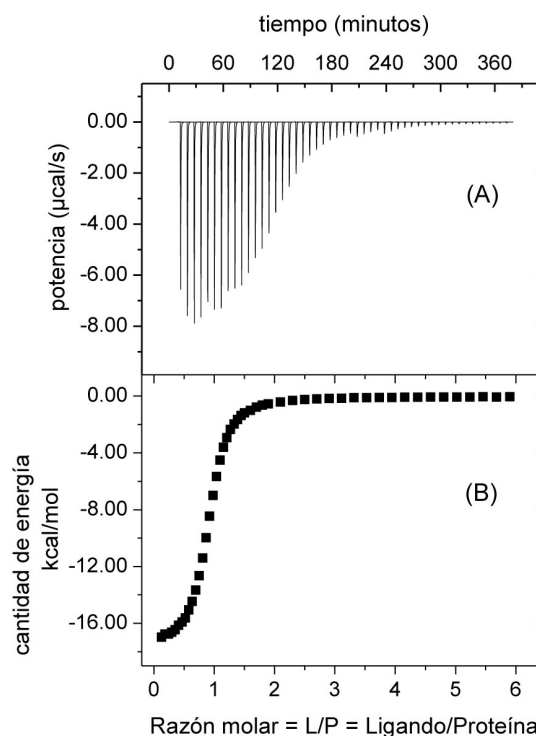 tiempo (minutos)
0 60 120 180 240 300 360
0.00
-2.00
-4.00
-6.00
-8.00
potencia (µcal/s)
(A)
0.00
-4.00
-8.00
-12.00
-16.00
cantidad de energía
kcal/mol
(B)
0 1 2 3 4 5 6
Razón molar = L/P = Ligando/Proteína